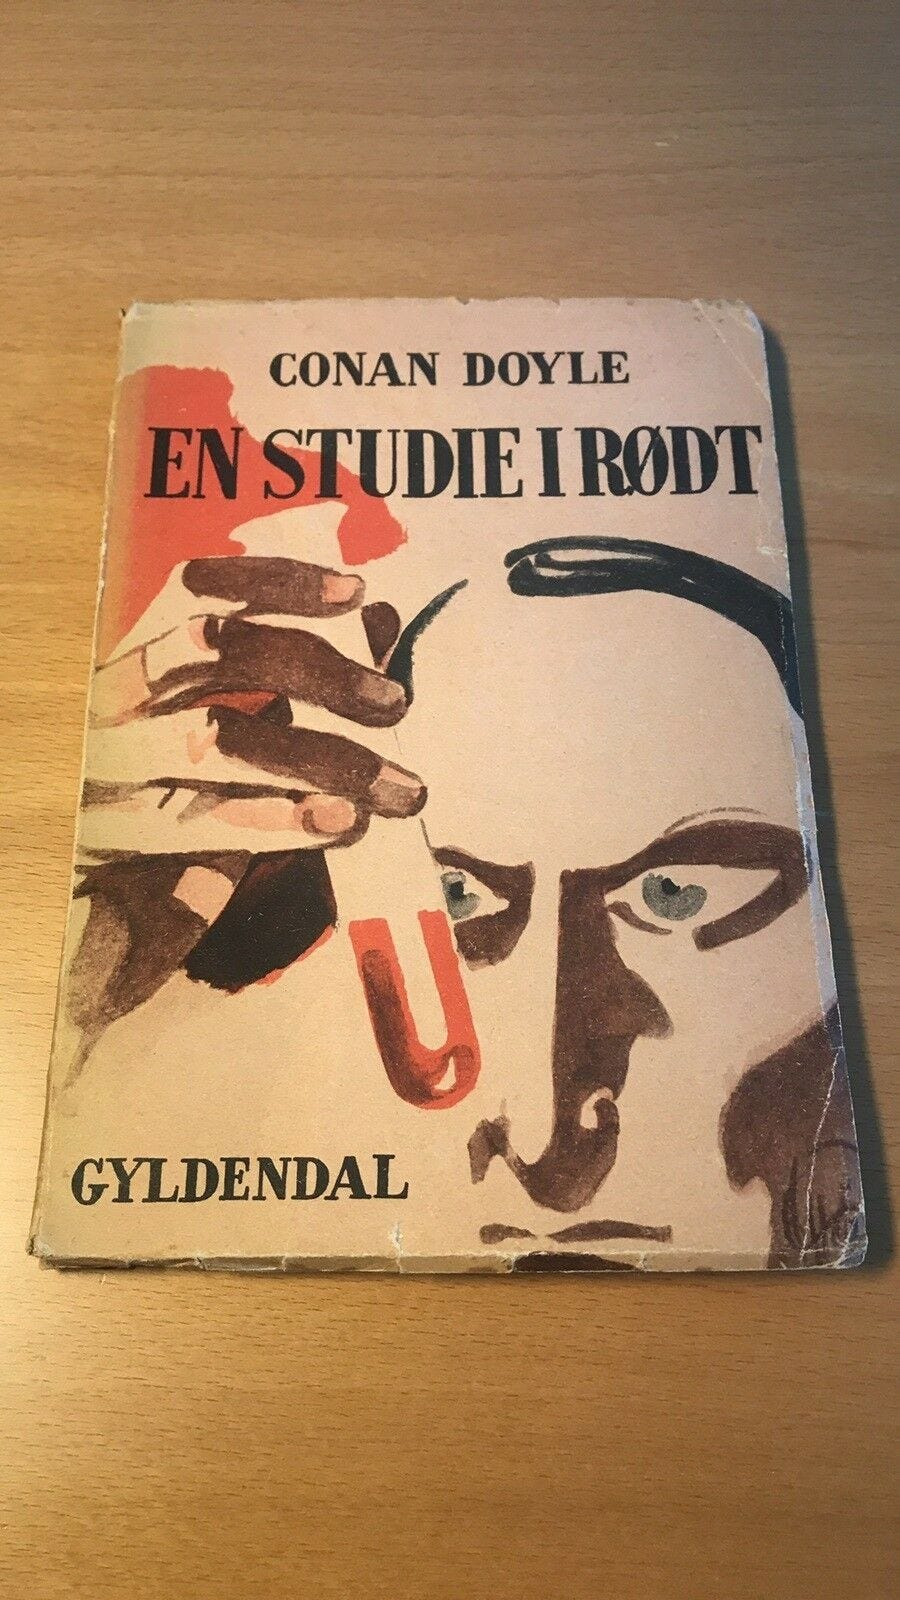 CONAN DOYLE
EN STUDIE I RØDT
GYLDENDAL